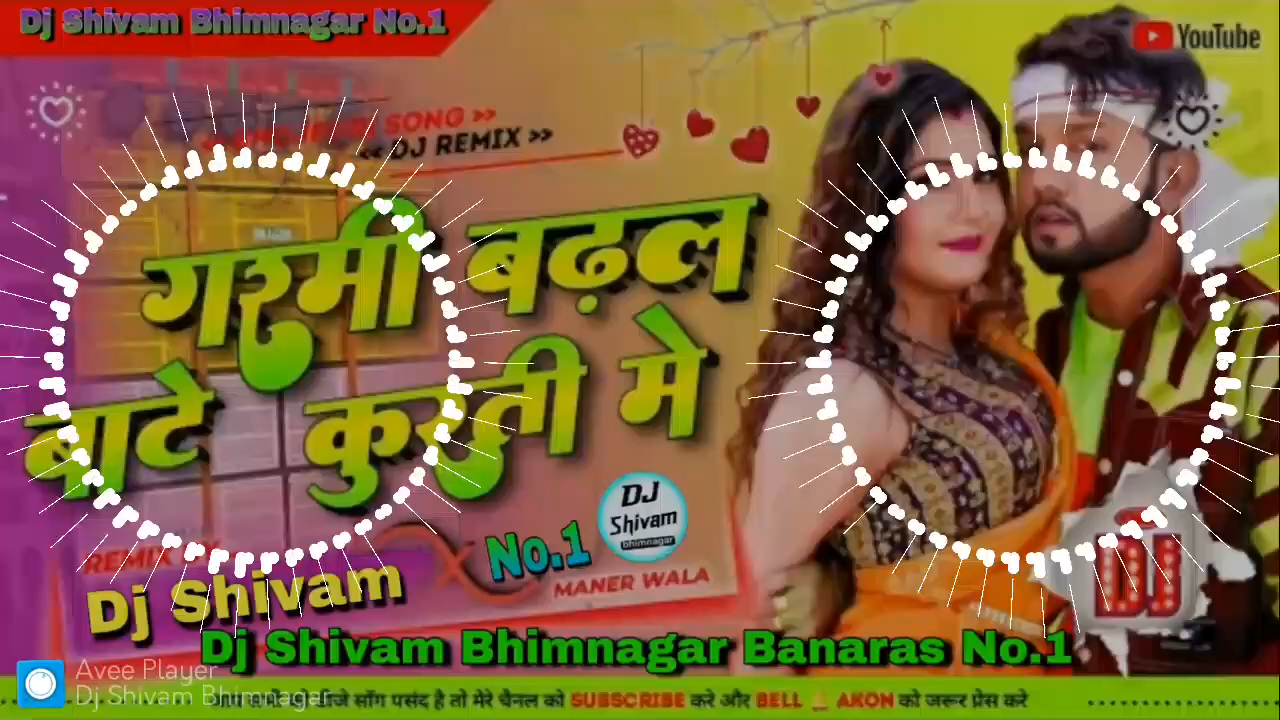 Dj Shivam Bhimnagar No.1
YouTube
SONG >>
<< DJ REMIX >>
गरमी बढ़ल
बाटे कुरती मे
DJ
Shivam
bhimnagar
No.1
REMIX BY
MANER WALA
Dj Shivam
Dj Shivam Bhimnagar Banaras No.1
DJ
Avee Player
Dj Shivam Bhimnagar
सॉग पसंद है तो मेरे चैनल को SUBSCRIBE करे और BELL AKON को जरूर प्रेस करे